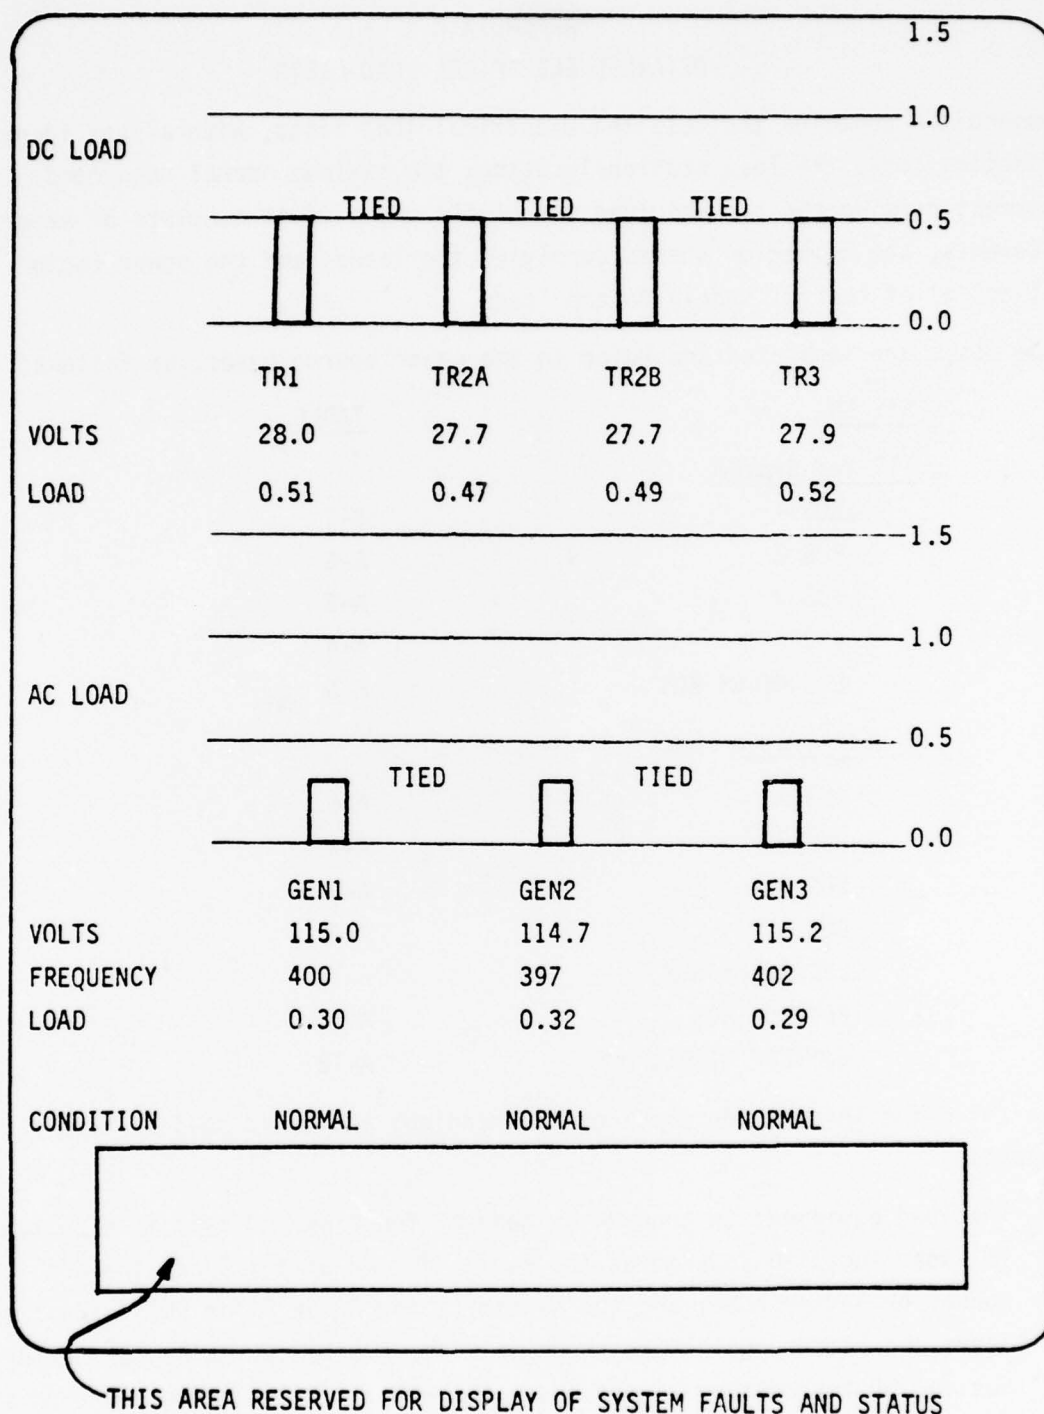 1.5
1.0
DC LOAD
TIED TIED TIED
0.5
0.0
TR1 TR2A TR2B TR3
VOLTS 28.0 27.7 27.7 27.9
LOAD 0.51 0.47 0.49 0.52
1.5
1.0
AC LOAD
0.5
TIED TIED
0.0
GEN1 GEN2 GEN3
VOLTS 115.0 114.7 115.2
FREQUENCY 400 397 402
LOAD 0.30 0.32 0.29
CONDITION NORMAL NORMAL NORMAL
THIS AREA RESERVED FOR DISPLAY OF SYSTEM FAULTS AND STATUS